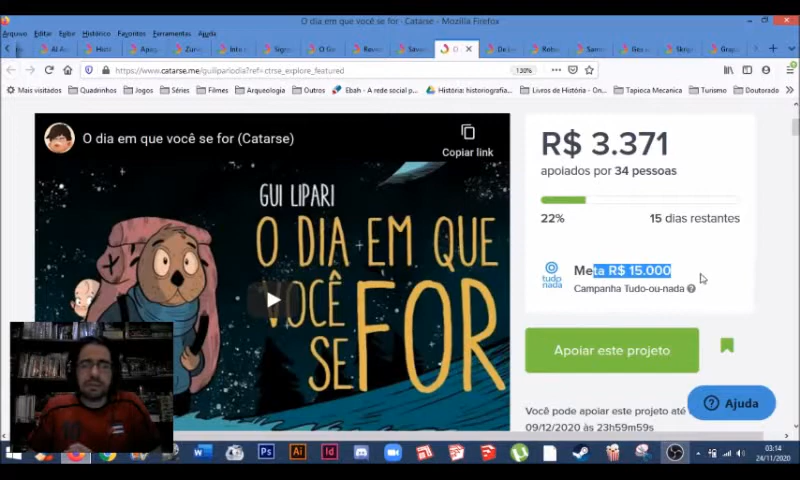 O dia em que você se for - Catarse - Mozilla Firefox
Arquivo Editar Exibir Histórico Favoritos Ferramentas Ajuda
https://www.catarse.me/guilipariodia?ref=ctrse_explore_featured
130%
Mais visitados Quadrinhos Jogos Séries Filmes Arqueologia Outros Ebah - A rede social p... História: historiografia... Livros de História - On... Tapioca Mecanica Turismo Doutorado
O dia em que você se for (Catarse)
Copiar link
GUI LIPARI
O DIA EM QUE
VOCÊ
SE FOR
R$ 3.371
apoiados por 34 pessoas
22%
15 dias restantes
tudo
nada
Meta R$ 15.000
Campanha Tudo-ou-nada
Apoiar este projeto
Ajuda
Você pode apoiar este projeto até
09/12/2020 às 23h59m59s
Ps
Ai
Id
03:14
24/11/2020